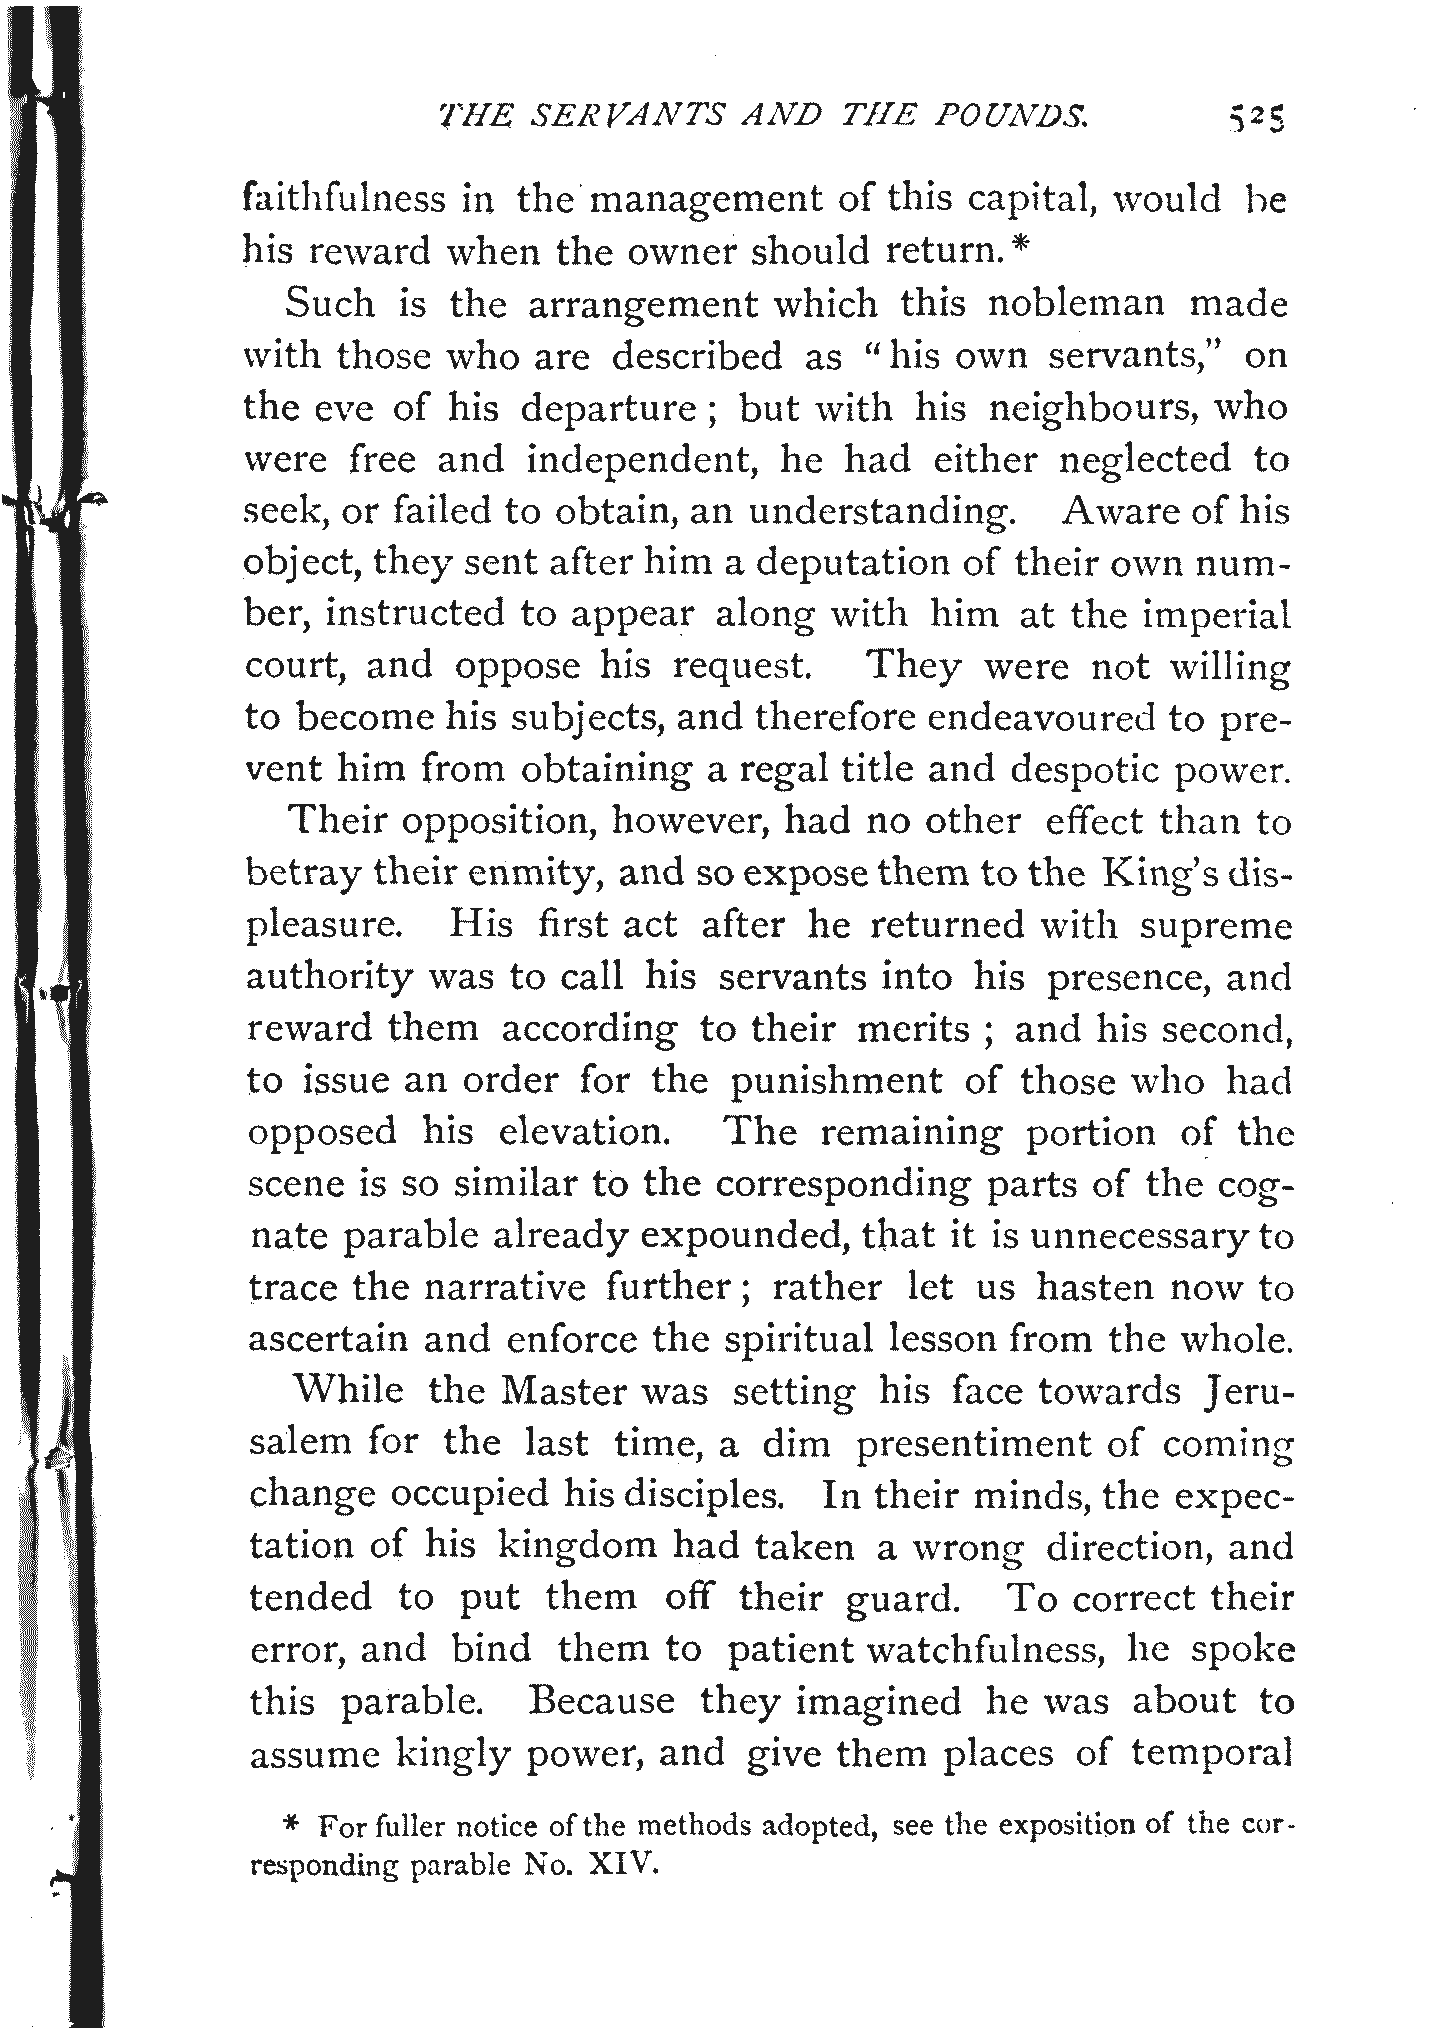 THE SERVANTS AND THE POUNDS. 525
faithfulness in the management of this capital, would be
his reward when the owner should return.*
Such is the arrangement which this nobleman made
with those who are described as “his own servants,” on
the eve of his departure; but with his neighbours, who
were free and independent, he had either neglected to
seek, or failed to obtain, an understanding. Aware of his
object, they sent after him a deputation of their own num-
ber, instructed to appear along with him at the imperial
court, and oppose his request. They were not willing
to become his subjects, and therefore endeavoured to pre-
vent him from obtaining a regal title and despotic power.
Their opposition, however, had no other effect than to
betray their enmity, and so expose them to the King's dis-
pleasure. His first act after he returned with supreme
authority was to call his servants into his presence, and
reward them according to their merits; and his second,
to issue an order for the punishment of those who had
opposed his elevation. The remaining portion of the
scene is so similar to the corresponding parts of the cog-
nate parable already expounded, that it is unnecessary to
trace the narrative further; rather let us hasten now to
ascertain and enforce the spiritual lesson from the whole.
While the Master was setting his face towards Jeru-
salem for the last time, a dim presentiment of coming
change occupied his disciples. In their minds, the expec-
tation of his kingdom had taken a wrong direction, and
tended to put them off their guard. To correct their
error, and bind them to patient watchfulness, he spoke
this parable. Because they imagined he was about to
assume kingly power, and give them places of temporal
* For fuller notice of the methods adopted, see the exposition of the cor-
responding parable No. XIV.